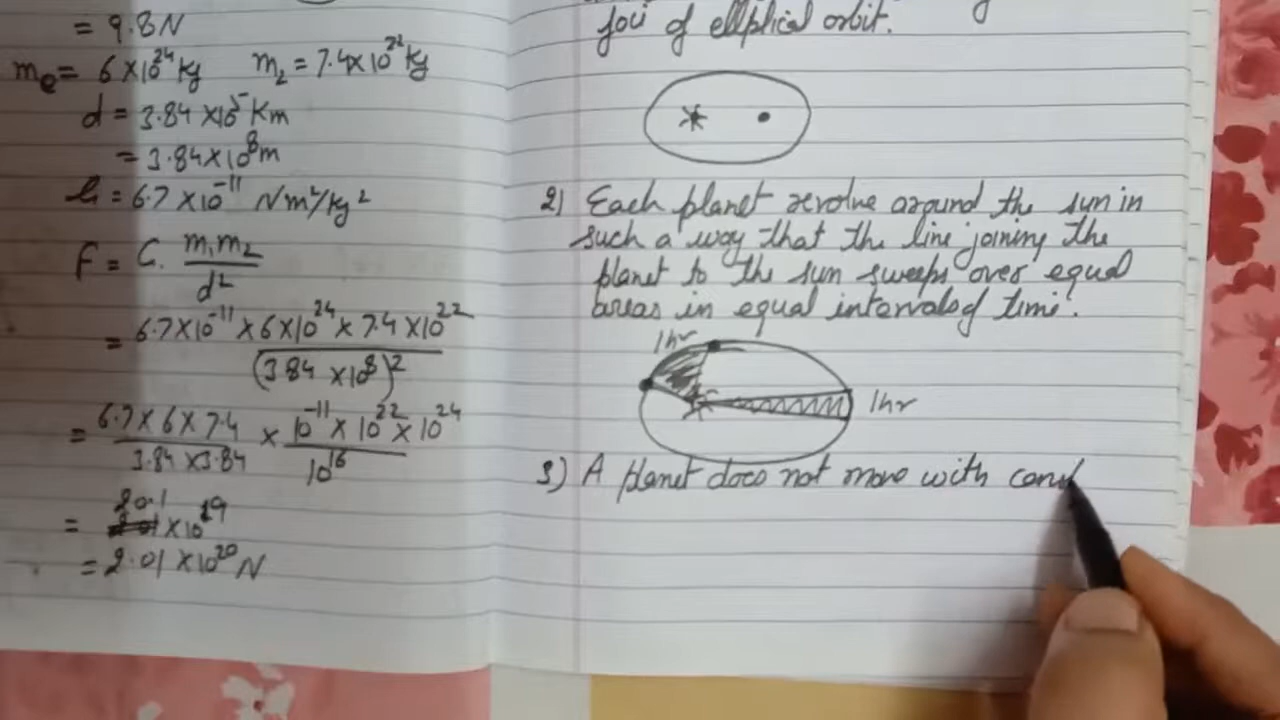 = 9.8N
me = 6 × 10^24 kg m2 = 7.4 × 10^22 kg
d = 3.84 × 10^5 Km
= 3.84 × 10^8 m
G = 6.7 × 10^-11 Nm²/kg²
F = G. m1m2 / d²
= 6.7 × 10^-11 × 6 × 10^24 × 7.4 × 10^22 / (3.84 × 10^8)²
= 6.7 × 6 × 7.4 / 3.84 × 3.84 × 10^-11 × 10^22 × 10^24 / 10^16
= 20.1 × 10^19
= 2.01 × 10^20 N
foci of elliptical orbit.
2) Each planet revolve around the sun in
such a way that the line joining the
planet to the sun sweeps over equal
areas in equal intervals of time.
1hr
1hr
3) A planet does not move with cons